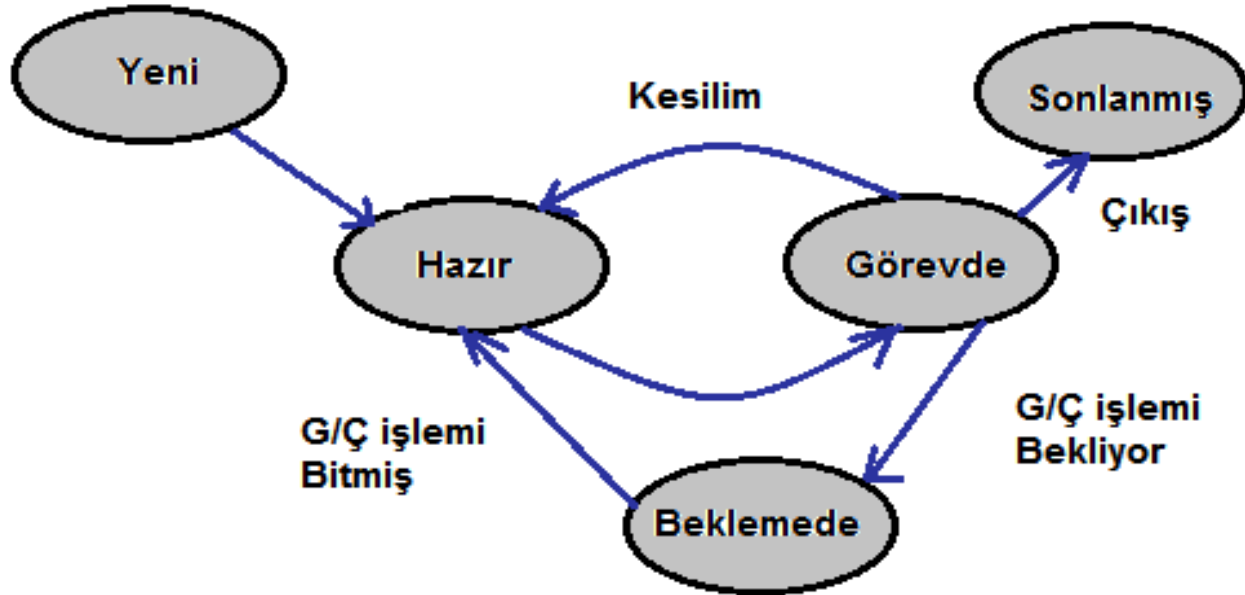 Yeni
Kesilim
Sonlanmış
Çıkış
Hazır
Görevde
G/Ç işlemi
Bitmiş
G/Ç işlemi
Bekliyor
Beklemede